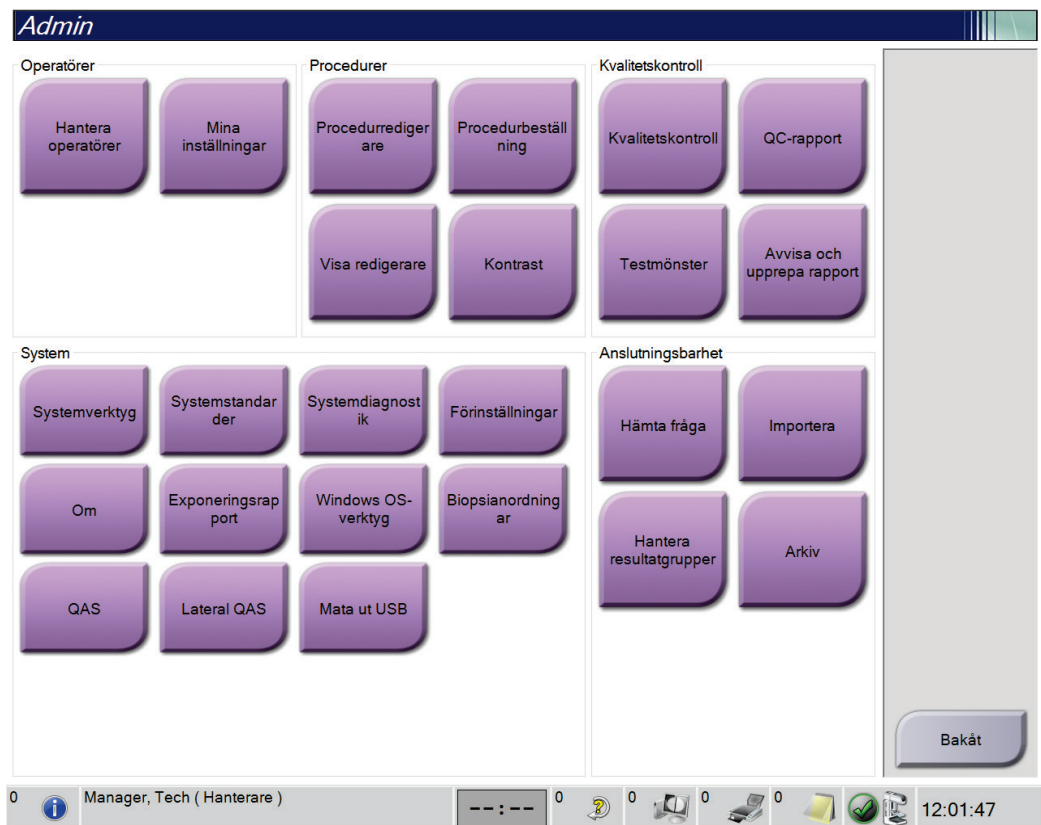 Admin
Operatörer
Hantera
operatörer
Mina
inställningar
Procedurer
Procedurrediger
are
Procedurbeställ
ning
Visa redigerare
Kontrast
Kvalitetskontroll
Kvalitetskontroll
QC-rapport
Testmönster
Avvisa och
upprepa rapport
System
Systemverktyg
Systemstandar
der
Systemdiagnost
ik
Förinställningar
Om
Exponeringsrap
port
Windows OS-
verktyg
Biopsianordning
ar
QAS
Lateral QAS
Mata ut USB
Anslutningsbarhet
Hämta fråga
Importera
Hantera
resultatgrupper
Arkiv
Bakåt
0
Manager, Tech ( Hanterare )
--:--
0
0
0
0
12:01:47